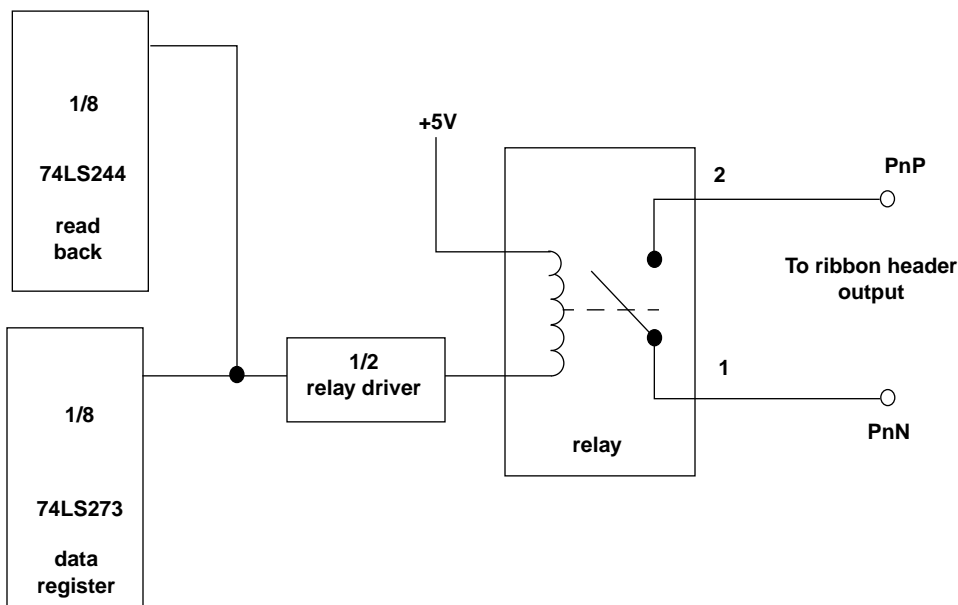 1/8
74LS244
read
back
1/8
74LS273
data
register
1/2
relay driver
+5V
relay
2
1
PnP
To ribbon header
output
PnN